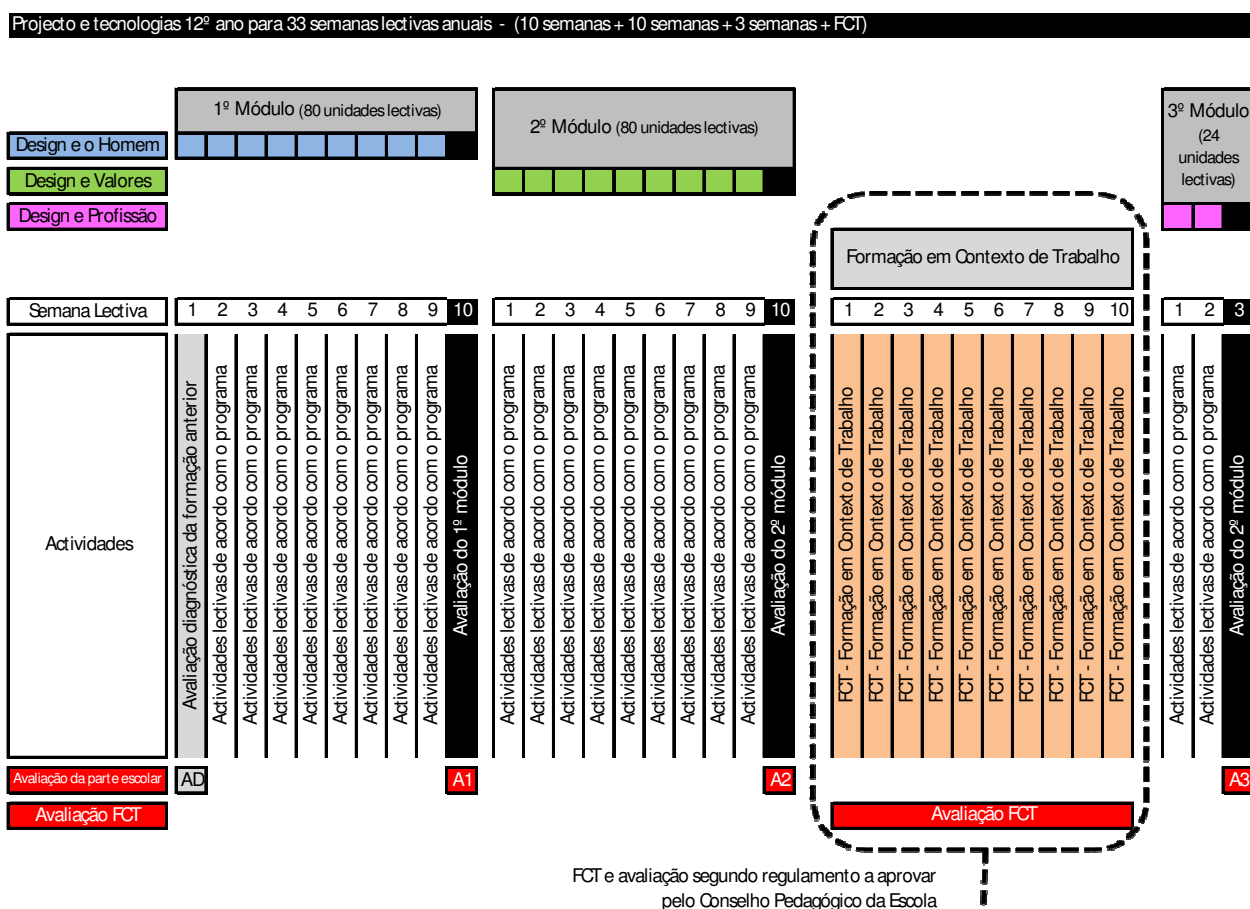 Projecto e tecnologias 12º ano para 33 semanas lectivas anuais - (10 semanas + 10 semanas + 3 semanas + FCT)
1º Módulo (80 unidades lectivas)
2º Módulo (80 unidades lectivas)
3º Módulo
(24
unidades
lectivas)
Design e o Homem
Design e Valores
Design e Profissão
Formação em Contexto de Trabalho
Semana Lectiva 1 2 3 4 5 6 7 8 9 10 1 2 3 4 5 6 7 8 9 10 1 2 3 4 5 6 7 8 9 10 1 2 3
Actividades
Avaliação diagnóstica da formação anterior
Actividades lectivas de acordo com o programa
Actividades lectivas de acordo com o programa
Actividades lectivas de acordo com o programa
Actividades lectivas de acordo com o programa
Actividades lectivas de acordo com o programa
Actividades lectivas de acordo com o programa
Actividades lectivas de acordo com o programa
Actividades lectivas de acordo com o programa
Avaliação do 1º módulo
Actividades lectivas de acordo com o programa
Actividades lectivas de acordo com o programa
Actividades lectivas de acordo com o programa
Actividades lectivas de acordo com o programa
Actividades lectivas de acordo com o programa
Actividades lectivas de acordo com o programa
Actividades lectivas de acordo com o programa
Actividades lectivas de acordo com o programa
Actividades lectivas de acordo com o programa
Avaliação do 2º módulo
FCT - Formação em Contexto de Trabalho
FCT - Formação em Contexto de Trabalho
FCT - Formação em Contexto de Trabalho
FCT - Formação em Contexto de Trabalho
FCT - Formação em Contexto de Trabalho
FCT - Formação em Contexto de Trabalho
FCT - Formação em Contexto de Trabalho
FCT - Formação em Contexto de Trabalho
FCT - Formação em Contexto de Trabalho
FCT - Formação em Contexto de Trabalho
Actividades lectivas de acordo com o programa
Actividades lectivas de acordo com o programa
Avaliação do 2º módulo
Avaliação da parte escolar AD A1 A2 A3
Avaliação FCT Avaliação FCT
FCT e avaliação segundo regulamento a aprovar
pelo Conselho Pedagógico da Escola